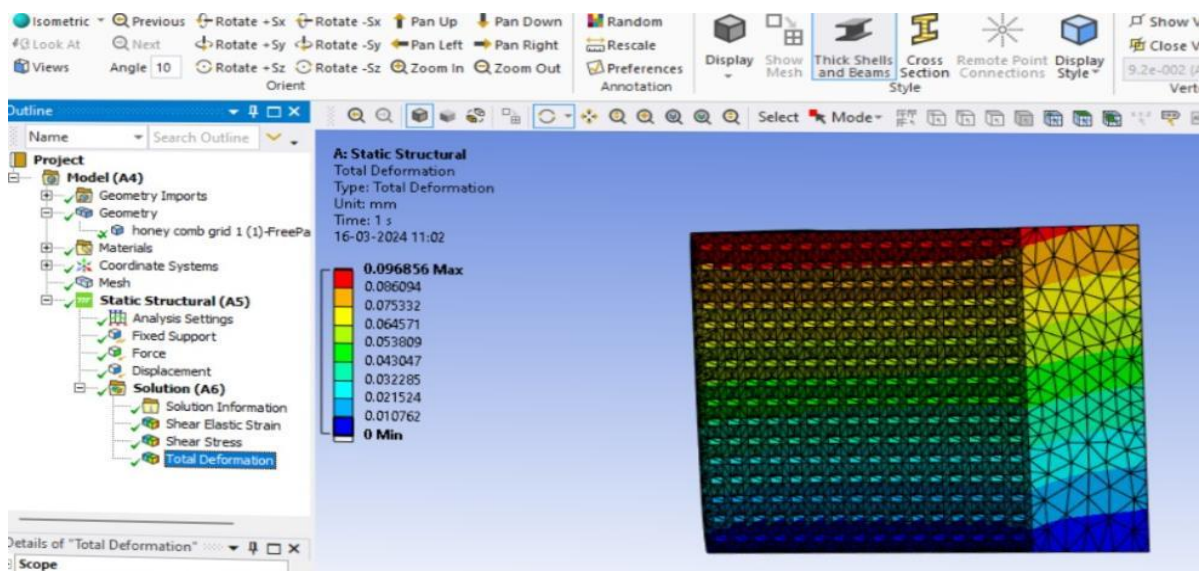 Isometric Previous Rotate +Sx Rotate -Sx Pan Up Pan Down Random
Look At Next Rotate +Sy Rotate -Sy Pan Left Pan Right Rescale
Views Angle 10 Rotate +Sz Rotate -Sz Zoom In Zoom Out Preferences
Orient
Annotation
Display
Show Mesh
Thick Shells and Beams
Cross Section
Remote Point Connections
Display Style
Style
Show V
Close V
9.2e-002 (A
Vert
Outline
Name Search Outline
Select Mode
Project
Model (A4)
Geometry Imports
Geometry
honey comb grid 1 (1)-FreePa
Materials
Coordinate Systems
Mesh
Static Structural (A5)
Analysis Settings
Fixed Support
Force
Displacement
Solution (A6)
Solution Information
Shear Elastic Strain
Shear Stress
Total Deformation
Details of "Total Deformation"
Scope
A: Static Structural
Total Deformation
Type: Total Deformation
Unit: mm
Time: 1 s
16-03-2024 11:02
0.096856 Max
0.086094
0.075332
0.064571
0.053809
0.043047
0.032285
0.021524
0.010762
0 Min